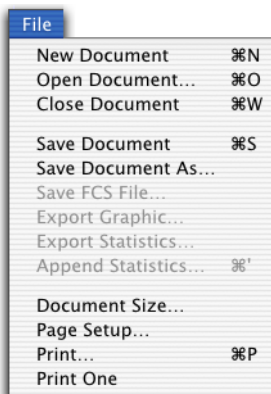 File
New Document ⌘N
Open Document... ⌘O
Close Document ⌘W
Save Document ⌘S
Save Document As...
Save FCS File...
Export Graphic...
Export Statistics...
Append Statistics... ⌘'
Document Size...
Page Setup...
Print... ⌘P
Print One